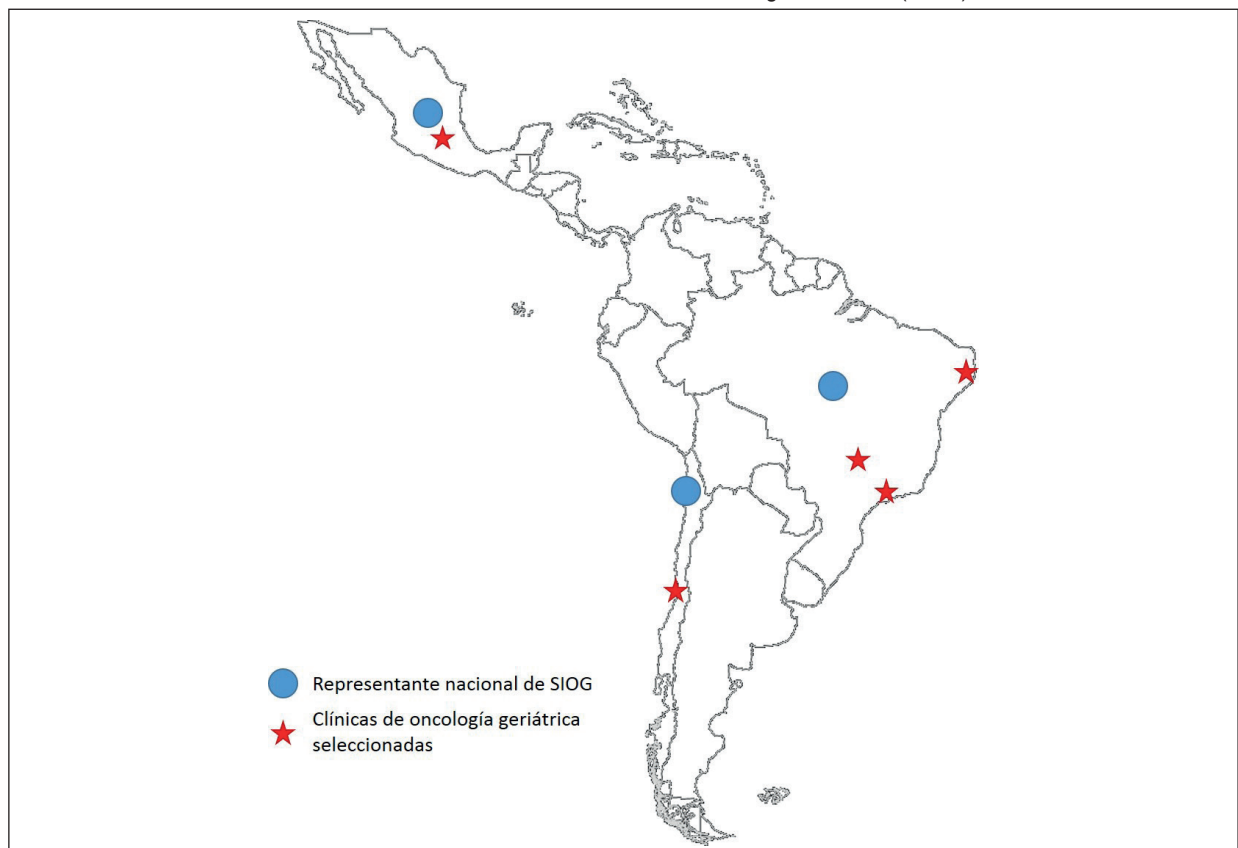 Representante nacional de SIOG
Clínicas de oncología geriátrica
seleccionadas